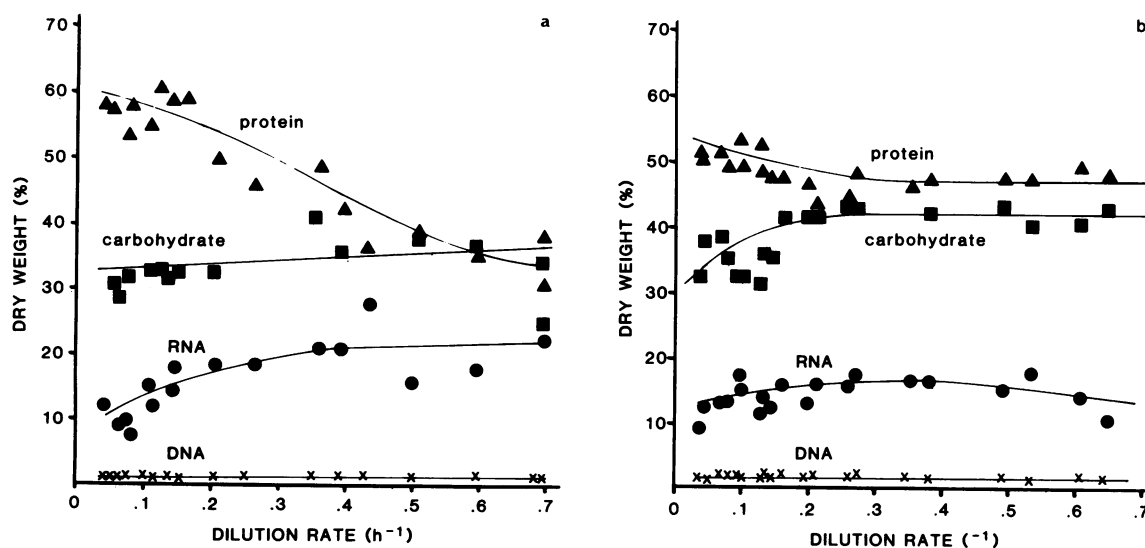 a
70
60
50
40
30
20
10
0
DRY WEIGHT (%)
protein
carbohydrate
RNA
DNA
0 .1 .2 .3 .4 .5 .6 .7
DILUTION RATE (h⁻¹)
b
70
60
50
40
30
20
10
0
DRY WEIGHT (%)
protein
carbohydrate
RNA
DNA
0 .1 .2 .3 .4 .5 .6 .7
DILUTION RATE (⁻¹)